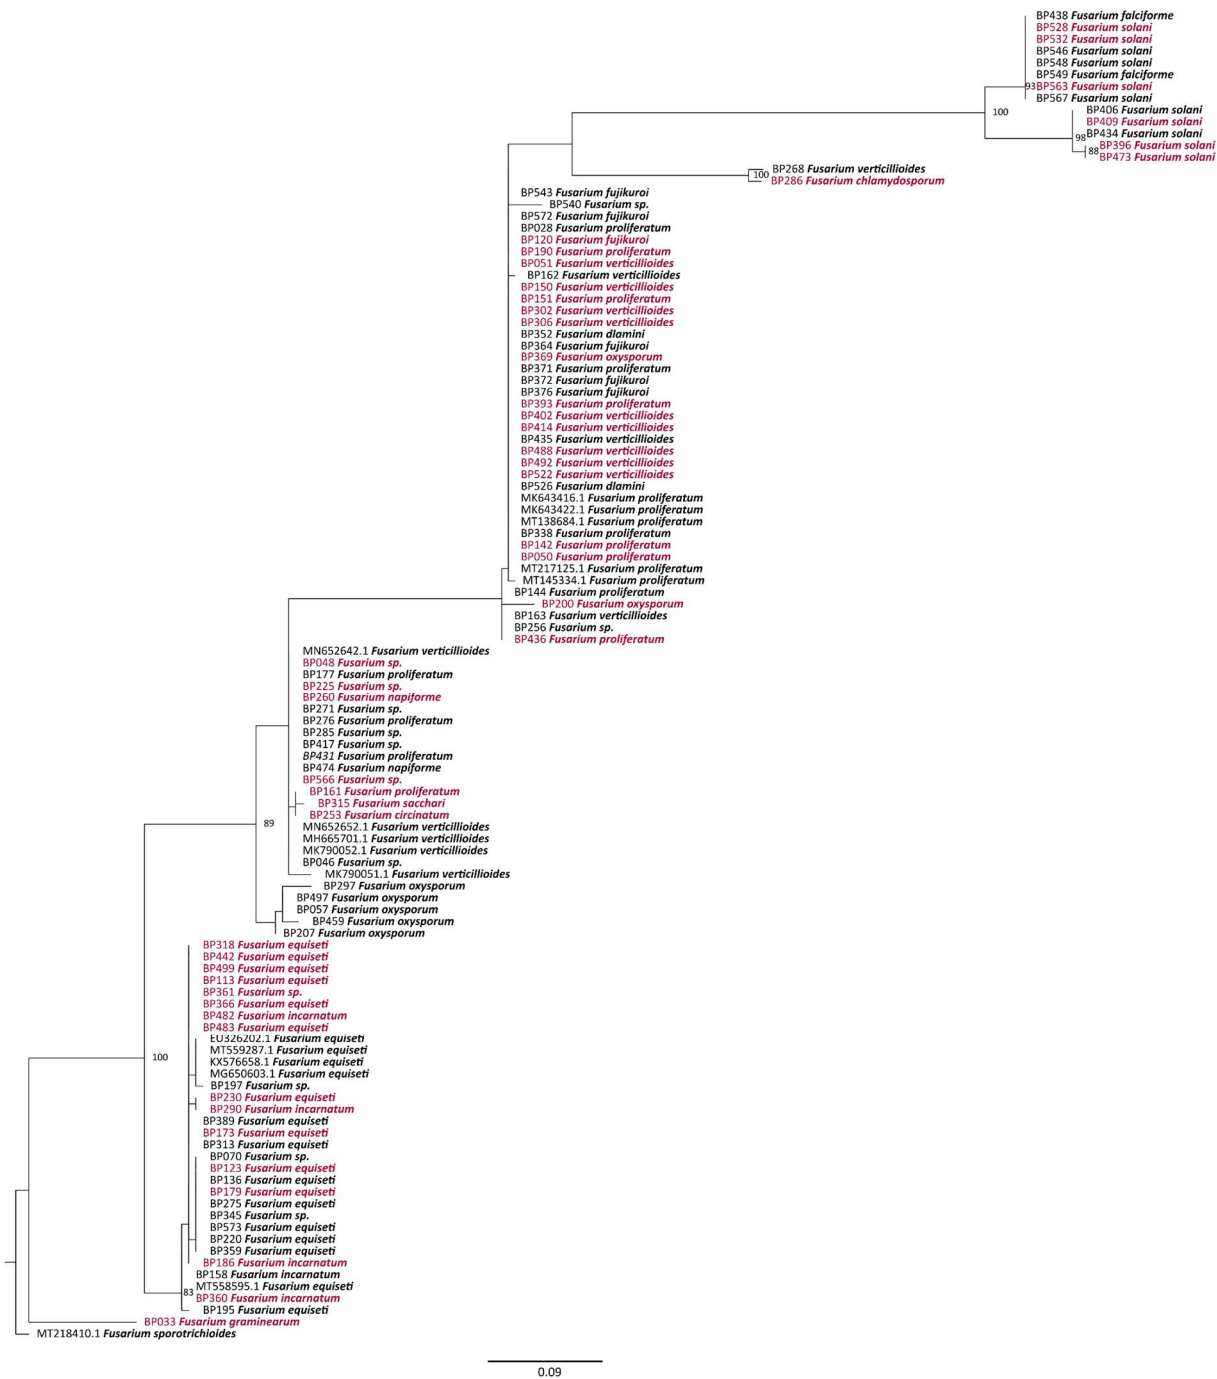 BP438 Fusarium falciforme
BP528 Fusarium solani
BP532 Fusarium solani
BP546 Fusarium solani
BP548 Fusarium solani
BP549 Fusarium falciforme
93 BP563 Fusarium solani
BP567 Fusarium solani
BP406 Fusarium solani
100
BP409 Fusarium solani
98 BP434 Fusarium solani
BP396 Fusarium solani
88
BP473 Fusarium solani
BP268 Fusarium verticillioides
100
BP286 Fusarium chlamydosporum
BP543 Fusarium fujikuroi
BP540 Fusarium sp.
BP572 Fusarium fujikuroi
BP028 Fusarium proliferatum
BP120 Fusarium fujikuroi
BP190 Fusarium proliferatum
BP051 Fusarium verticillioides
BP162 Fusarium verticillioides
BP150 Fusarium verticillioides
BP151 Fusarium proliferatum
BP302 Fusarium verticillioides
BP306 Fusarium verticillioides
BP352 Fusarium dlamini
BP364 Fusarium fujikuroi
BP369 Fusarium oxysporum
BP371 Fusarium proliferatum
BP372 Fusarium fujikuroi
BP376 Fusarium fujikuroi
BP393 Fusarium proliferatum
BP402 Fusarium verticillioides
BP414 Fusarium verticillioides
BP435 Fusarium verticillioides
BP488 Fusarium verticillioides
BP492 Fusarium verticillioides
BP522 Fusarium verticillioides
BP526 Fusarium dlamini
MK643416.1 Fusarium proliferatum
MK643422.1 Fusarium proliferatum
MT138684.1 Fusarium proliferatum
BP338 Fusarium proliferatum
BP142 Fusarium proliferatum
BP050 Fusarium proliferatum
MT217125.1 Fusarium proliferatum
MT145334.1 Fusarium proliferatum
BP144 Fusarium proliferatum
BP200 Fusarium oxysporum
BP163 Fusarium verticillioides
BP256 Fusarium sp.
BP436 Fusarium proliferatum
MN652642.1 Fusarium verticillioides
BP048 Fusarium sp.
BP177 Fusarium proliferatum
BP225 Fusarium sp.
BP260 Fusarium napiforme
BP271 Fusarium sp.
BP276 Fusarium proliferatum
BP285 Fusarium sp.
BP417 Fusarium sp.
BP431 Fusarium proliferatum
BP474 Fusarium napiforme
BP566 Fusarium sp.
BP161 Fusarium proliferatum
BP315 Fusarium sacchari
BP253 Fusarium circinatum
89
MN652652.1 Fusarium verticillioides
MH665701.1 Fusarium verticillioides
MK790052.1 Fusarium verticillioides
BP046 Fusarium sp.
MK790051.1 Fusarium verticillioides
BP297 Fusarium oxysporum
BP497 Fusarium oxysporum
BP057 Fusarium oxysporum
BP459 Fusarium oxysporum
BP207 Fusarium oxysporum
BP318 Fusarium equiseti
BP442 Fusarium equiseti
BP499 Fusarium equiseti
BP113 Fusarium equiseti
BP361 Fusarium sp.
BP366 Fusarium equiseti
BP482 Fusarium incarnatum
BP483 Fusarium equiseti
EU326202.1 Fusarium equiseti
MT559287.1 Fusarium equiseti
100
KX576658.1 Fusarium equiseti
MG650603.1 Fusarium equiseti
BP197 Fusarium sp.
BP230 Fusarium equiseti
BP290 Fusarium incarnatum
BP389 Fusarium equiseti
BP173 Fusarium equiseti
BP313 Fusarium equiseti
BP070 Fusarium sp.
BP123 Fusarium equiseti
BP136 Fusarium equiseti
BP179 Fusarium equiseti
BP275 Fusarium equiseti
BP345 Fusarium sp.
BP573 Fusarium equiseti
BP220 Fusarium equiseti
BP359 Fusarium equiseti
BP186 Fusarium incarnatum
BP158 Fusarium incarnatum
MT558595.1 Fusarium equiseti
83
BP360 Fusarium incarnatum
BP195 Fusarium equiseti
BP033 Fusarium graminearum
MT218410.1 Fusarium sporotrichioides
0.09